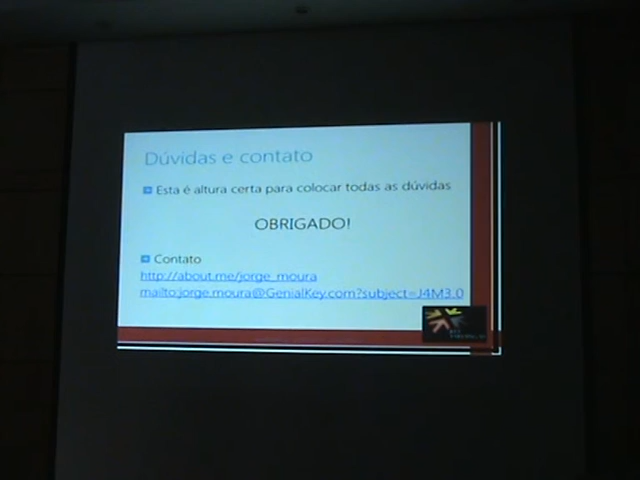 Dúvidas e contato
Esta é altura certa para colocar todas as dúvidas
OBRIGADO!
Contato
http://about.me/jorge_moura
mailto:jorge.moura@GenialKey.com?subject=J4M3.0